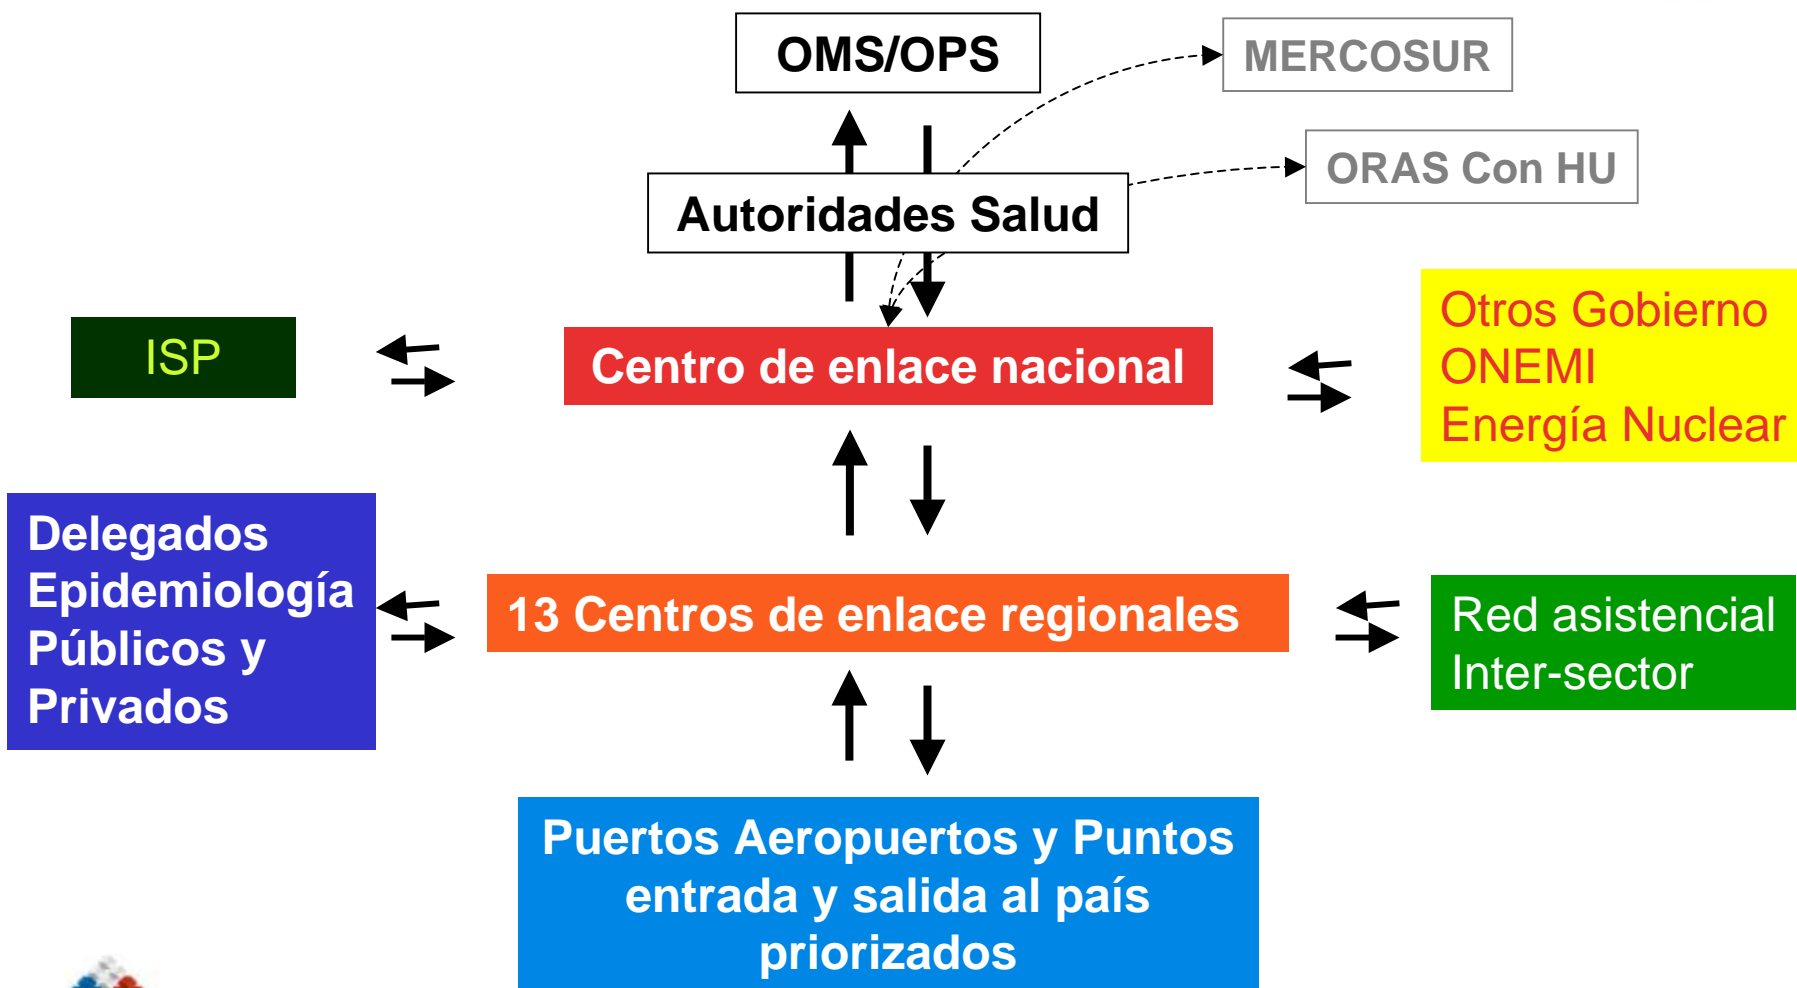 OMS/OPS
MERCOSUR
ORAS Con HU
Autoridades Salud
ISP
Centro de enlace nacional
Otros Gobierno
ONEMI
Energía Nuclear
Delegados
Epidemiología
Públicos y
Privados
13 Centros de enlace regionales
Red asistencial
Inter-sector
Puertos Aeropuertos y Puntos
entrada y salida al país
priorizados